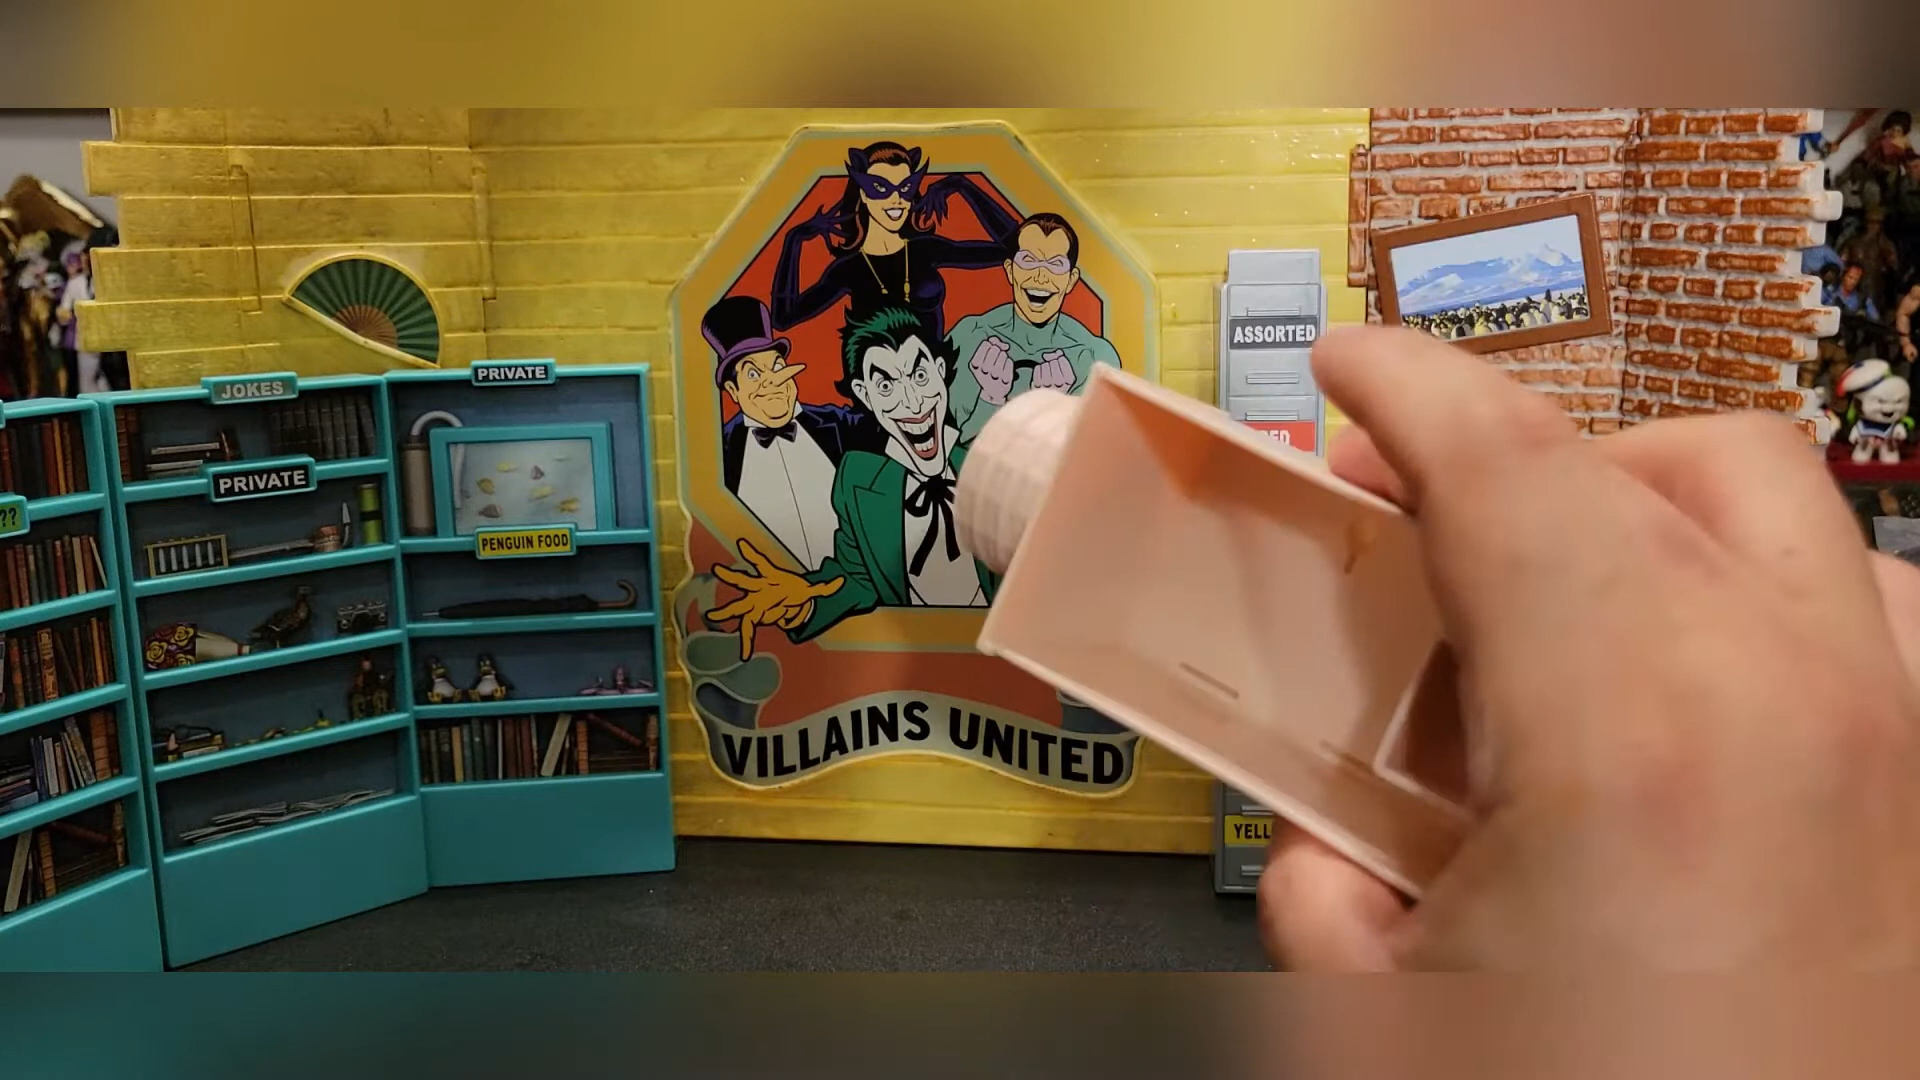 JOKES
PRIVATE
PRIVATE
??
PENGUIN FOOD
ASSORTED
VILLAINS UNITED